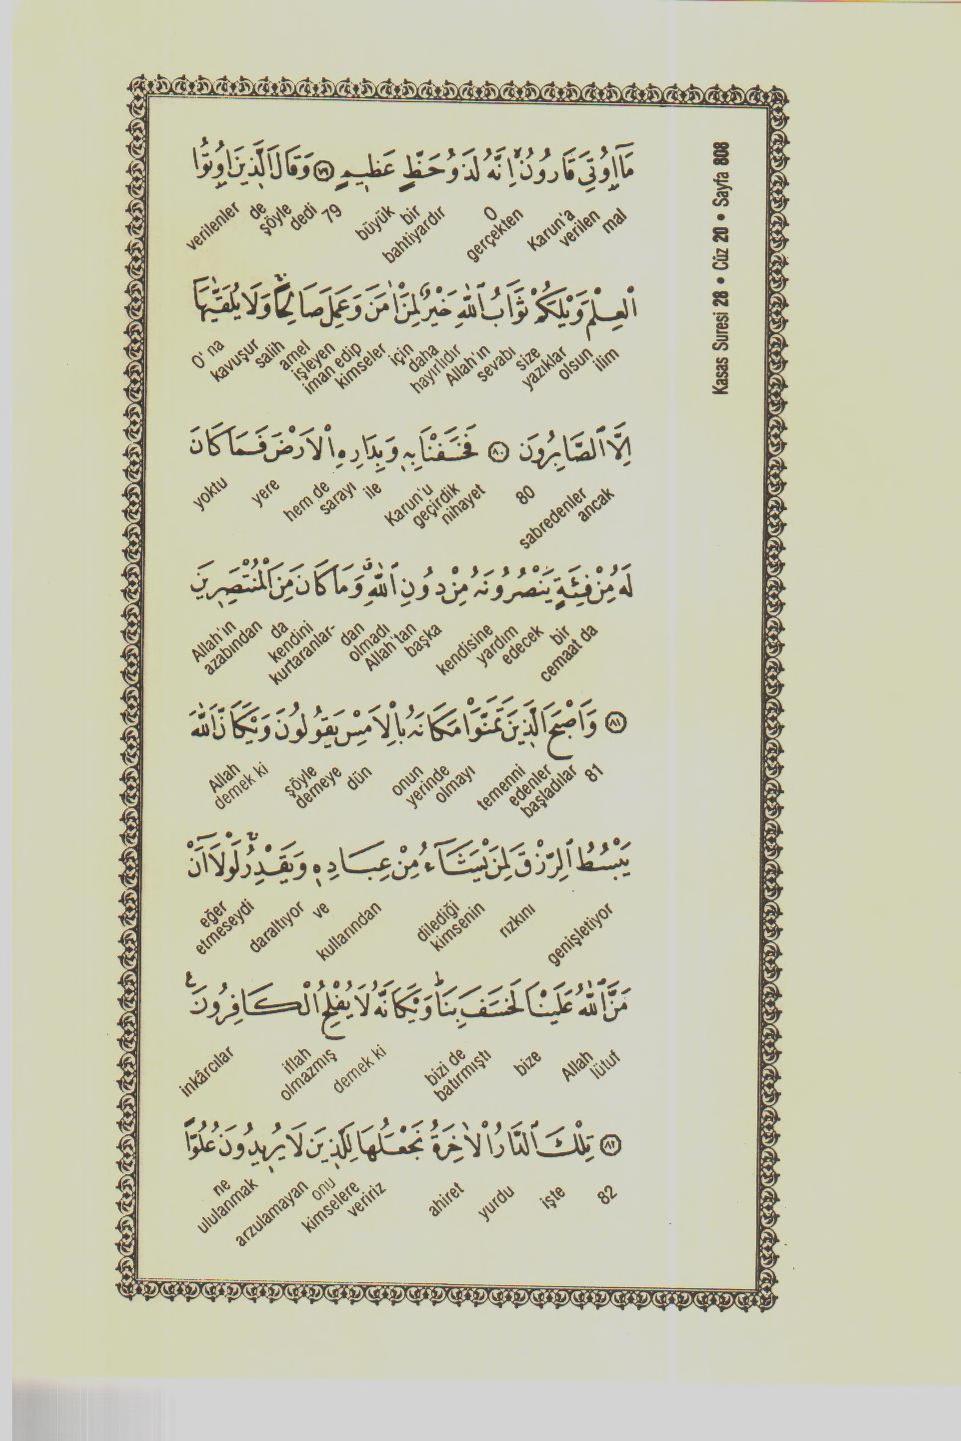 Kasas Suresi 28 • Cüz 20 • Sayfa 808
مَٓا اُو۫تِيَ قَارُونُۙ اِنَّهُ لَذُو حَظٍّ عَظ۪يمٍ ﴿٧٩﴾ وَقَالَ الَّذ۪ينَ اُو۫تُوا
mal verilen Karun'a gerçekten O bahtiyardır bir büyük 79 dedi şöyle de verilenler
الْعِلْمَ وَيْلَكُمْ ثَوَابُ اللّٰهِ خَيْرٌ لِمَنْ اٰمَنَ وَعَمِلَ صَالِحًاۚ وَلَا يُلَقّٰيهَٓا
ilim olsun yazıklar size sevabı Allah'ın hayırlıdır daha için kimseler iman edip işleyen amel salih kavuşur O' na
اِلَّا الصَّابِرُونَ ﴿٨٠﴾ فَخَسَفْنَا بِه۪ وَبِدَارِهِ الْاَرْضَ فَمَا كَانَ
ancak sabredenler 80 nihayet geçirdik Karun'u ile sarayı hem de yere yoktu
لَهُ مِنْ فِئَةٍ يَنْصُرُونَهُ مِنْ دُونِ اللّٰهِۗ وَمَا كَانَ مِنَ الْمُنْتَصِر۪ينَ
cemaat da bir edecek yardım kendisine başka Allah'tan olmadı dan kurtaranlar- kendini da azabından Allah'ın
﴿٨١﴾ وَاَصْبَحَ الَّذ۪ينَ تَمَنَّوْا مَكَانَهُ بِالْاَمْسِ يَقُولُونَ وَيْكَاَنَّ اللّٰهَ
81 başladılar edenler temenni olmayı yerinde onun dün demeye şöyle demek ki Allah
يَبْسُطُ الرِّزْقَ لِمَنْ يَشَٓاءُ مِنْ عِبَادِه۪ وَيَقْدِرُۚ لَوْلَٓا اَنْ
genişletiyor rızkını kimsenin dilediği kullarından ve daraltıyor etmeseydi eğer
مَنَّ اللّٰهُ عَلَيْنَا لَخَسَفَ بِنَاۜ وَيْكَاَنَّهُ لَا يُفْلِحُ الْكَافِرُونَ ع
lütuf Allah bize batırmıştı bizi de demek ki olmazmış iflah inkârcılar
﴿٨٢﴾ تِلْكَ الدَّارُ الْاٰخِرَةُ نَجْعَلُهَا لِلَّذ۪ينَ لَا يُر۪يدُونَ عُلُوًّا
82 işte yurdu ahiret veririz kimselere onu arzulamayan ululanmak ne